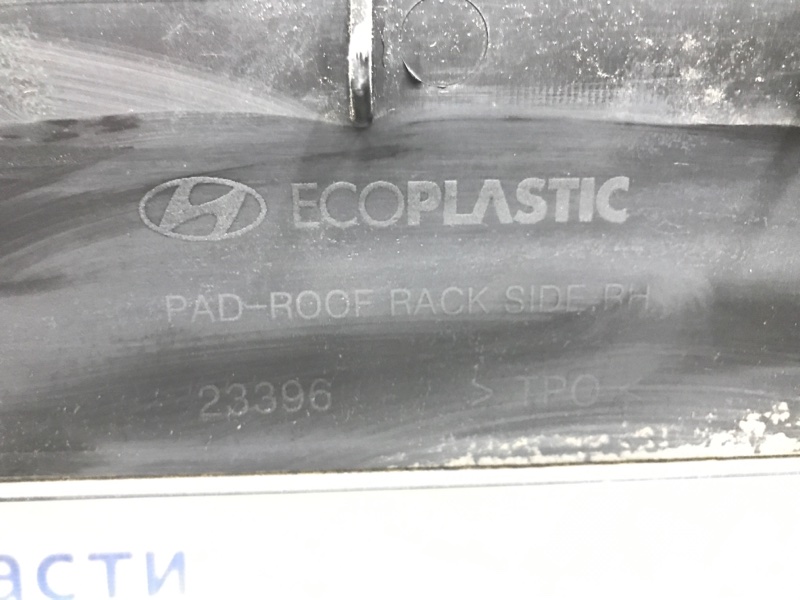 ECOPLASTIC
PAD-ROOF RACK SIDE, RH
23396 > TPO <
асти